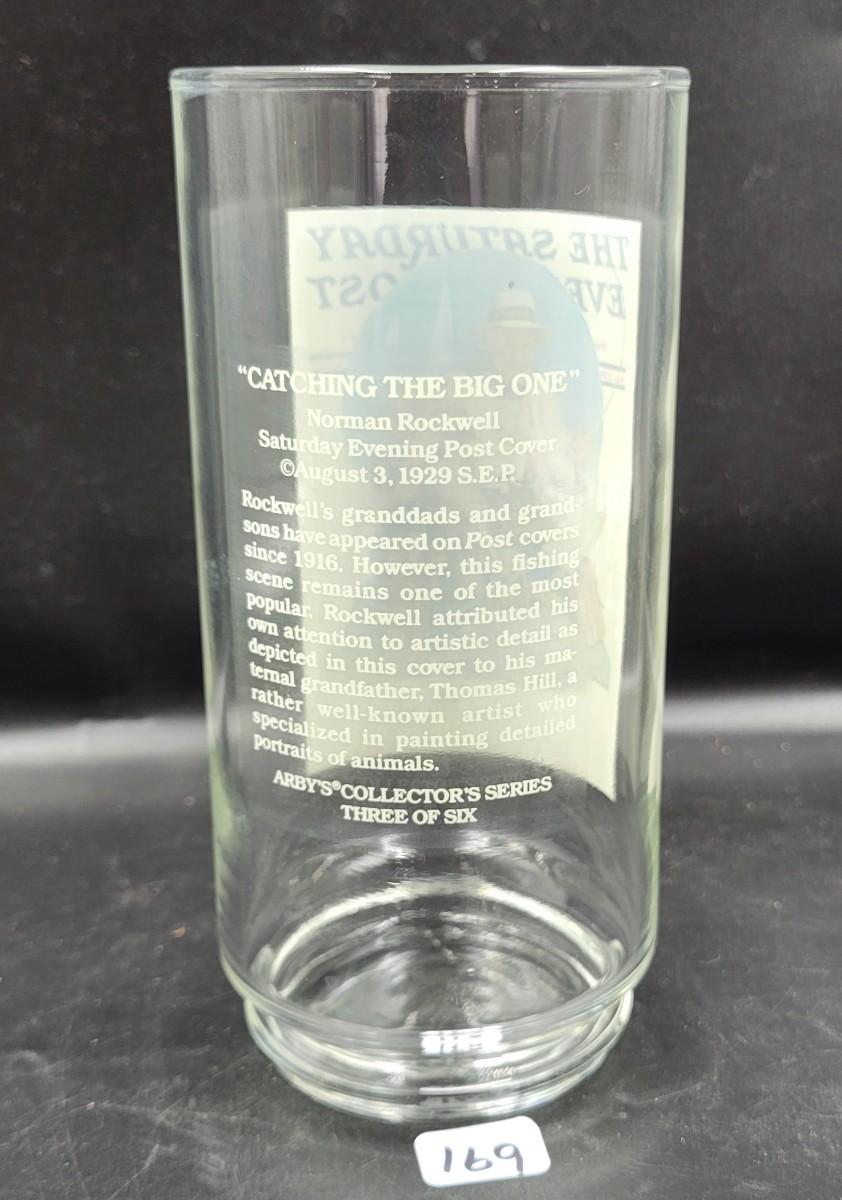 THE SATURDAY
“CATCHING THE BIG ONE”
Norman Rockwell
Saturday Evening Post Cover
©August 3, 1929 S.E.P.
Rockwell's granddads and grand-
sons have appeared on Post covers
since 1916. However, this fishing
scene remains one of the most
popular. Rockwell attributed his
own attention to artistic detail as
depicted in this cover to his ma-
ternal grandfather, Thomas Hill, a
rather well-known artist who
specialized in painting detailed
portraits of animals.
ARBY'S® COLLECTOR'S SERIES
THREE OF SIX
169